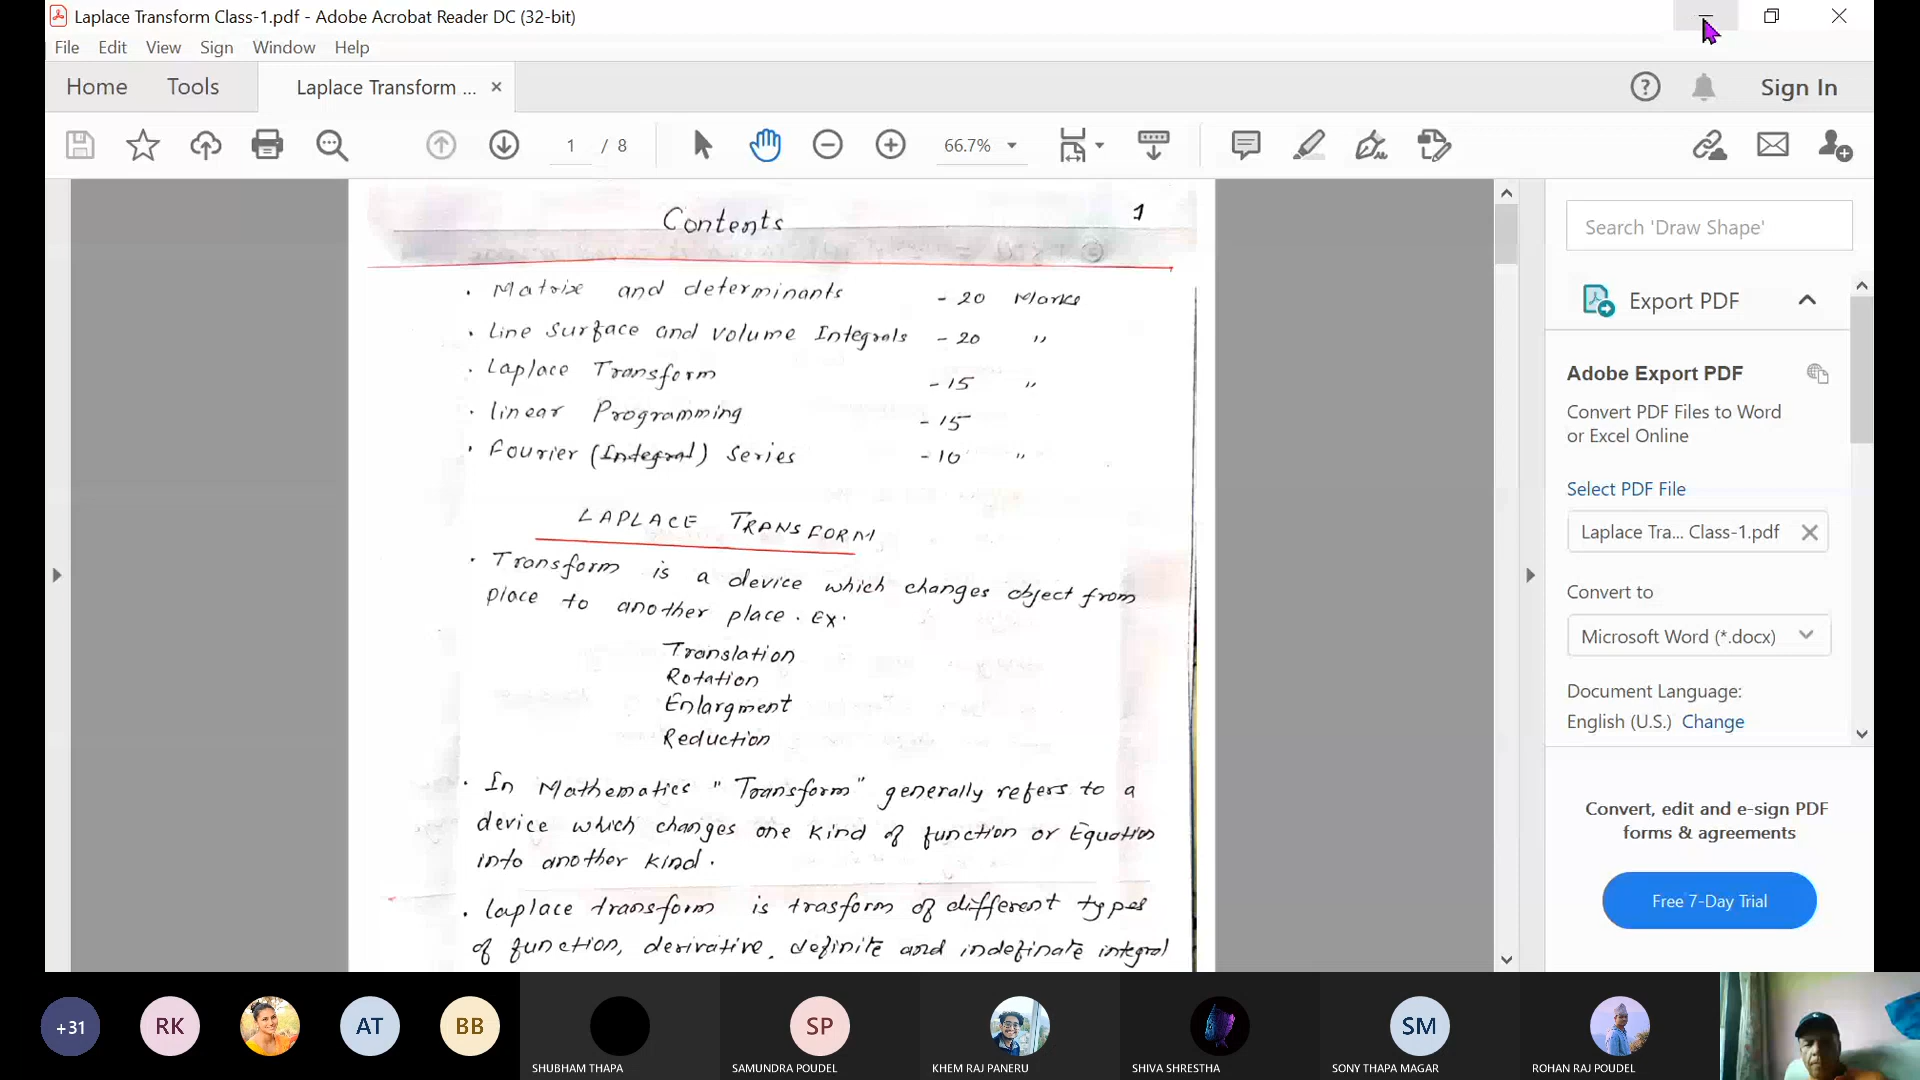 Laplace Transform Class-1.pdf - Adobe Acrobat Reader DC (32-bit)
File Edit View Sign Window Help
Home Tools Laplace Transform ... × Sign In
1 / 8 66.7%
Contents 1
. Matrix and determinants - 20 Marks
. Line Surface and volume Integrals - 20 "
. Laplace Transform - 15 "
. linear Programming - 15
. Fourier (Integral) Series - 10 "
LAPLACE TRANSFORM
. Transform is a device which changes object from
place to another place. Ex.
Translation
Rotation
Enlargment
Reduction
. In Mathematics "Transform" generally refers to a
device which changes one kind of function or Equation
into another kind.
. Laplace transform is trasform of different types
of function, derivative, definite and indefinate integral
Search 'Draw Shape'
Export PDF
Adobe Export PDF
Convert PDF Files to Word
or Excel Online
Select PDF File
Laplace Tra... Class-1.pdf
Convert to
Microsoft Word (*.docx)
Document Language:
English (U.S.) Change
Convert, edit and e-sign PDF
forms & agreements
Free 7-Day Trial
+31 RK AT BB SP SM
SHUBHAM THAPA SAMUNDRA POUDEL KHEM RAJ PANERU SHIVA SHRESTHA SONY THAPA MAGAR ROHAN RAJ POUDEL